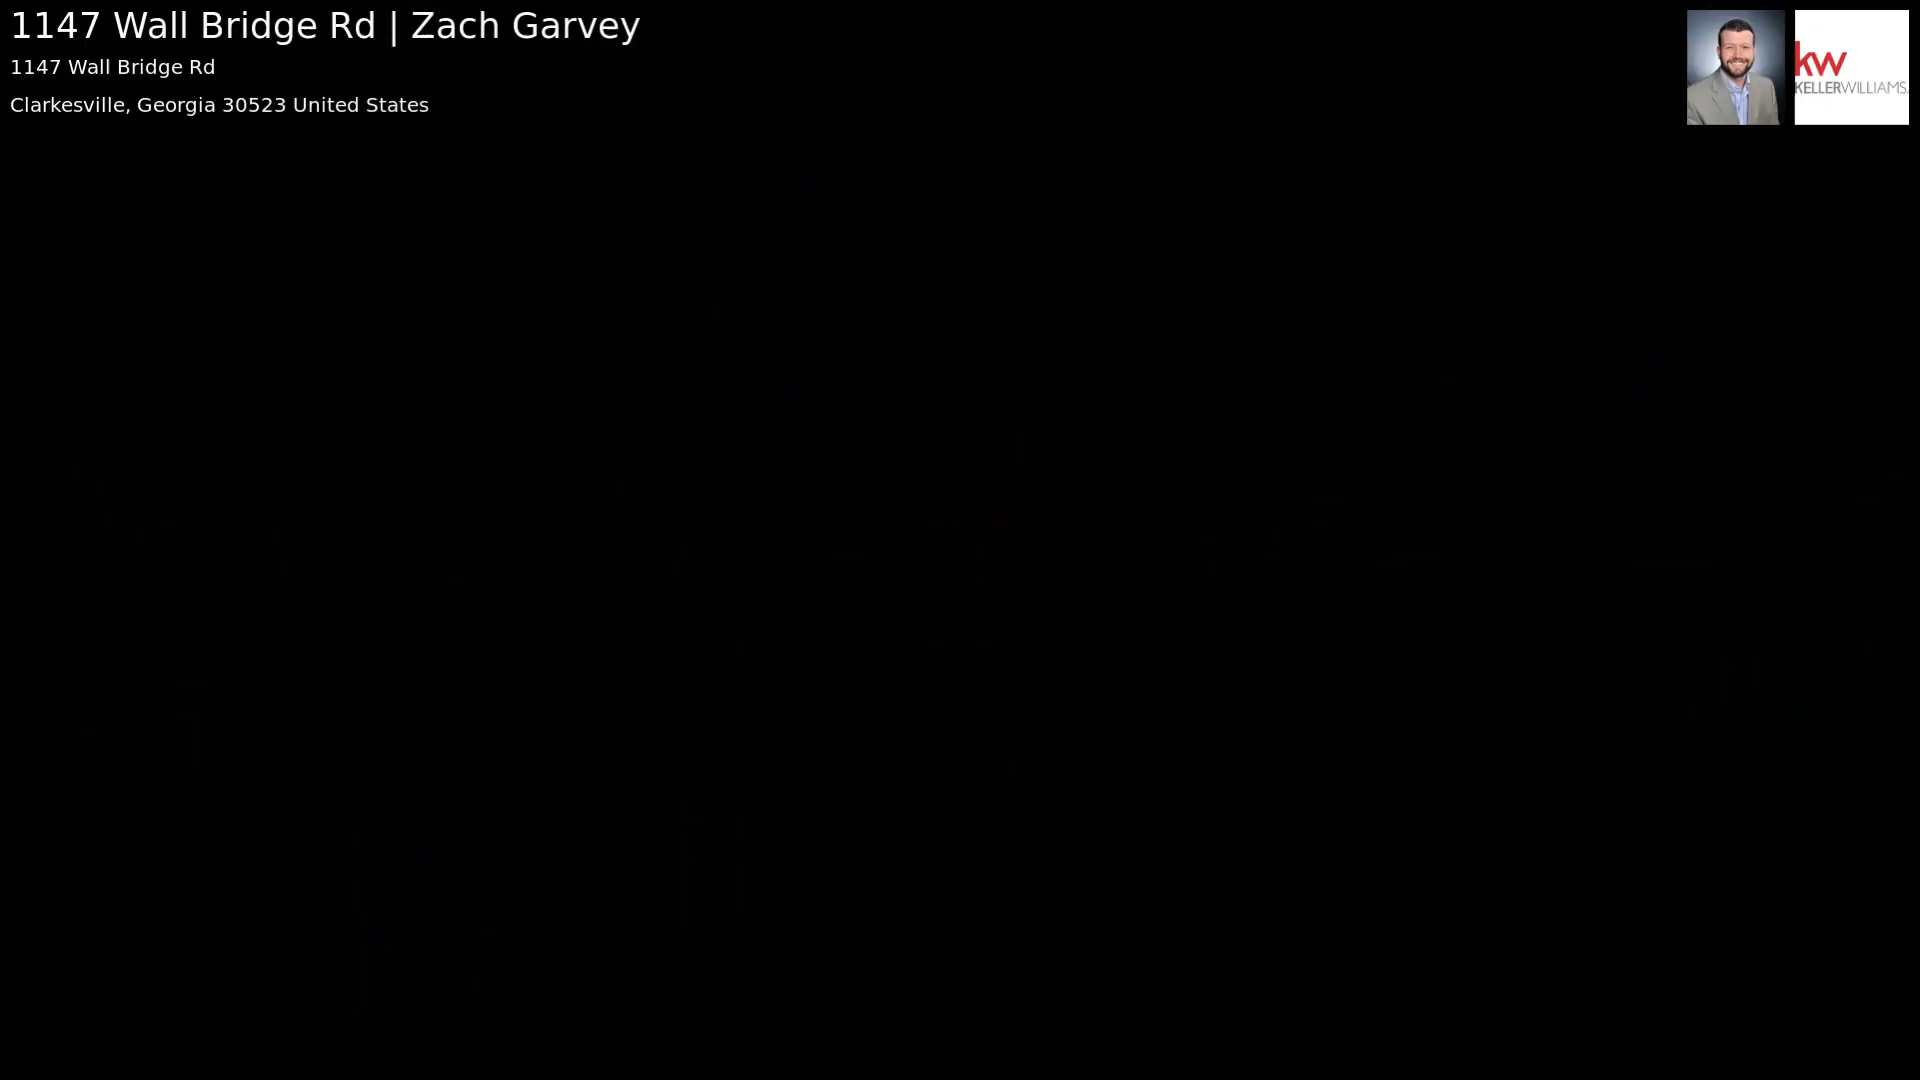 1147 Wall Bridge Rd | Zach Garvey
1147 Wall Bridge Rd
Clarkesville, Georgia 30523 United States
kw
KELLERWILLIAMS.